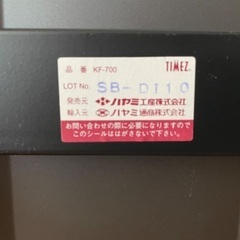 TIMEZ
品 番 KF-700
LOT No. SB-D110
発売元 ハヤミ工産株式会社
輸入元 ハヤミ通商株式会社
お問い合わせの際に必要となりますので
このシールははがさないで下さい。